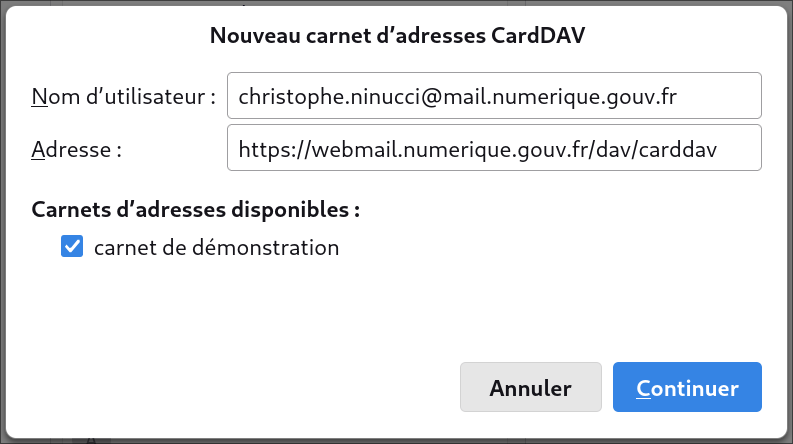 Nouveau carnet d’adresses CardDAV
Nom d’utilisateur : christophe.ninucci@mail.numerique.gouv.fr
Adresse : https://webmail.numerique.gouv.fr/dav/carddav
Carnets d’adresses disponibles :
carnet de démonstration
Annuler Continuer